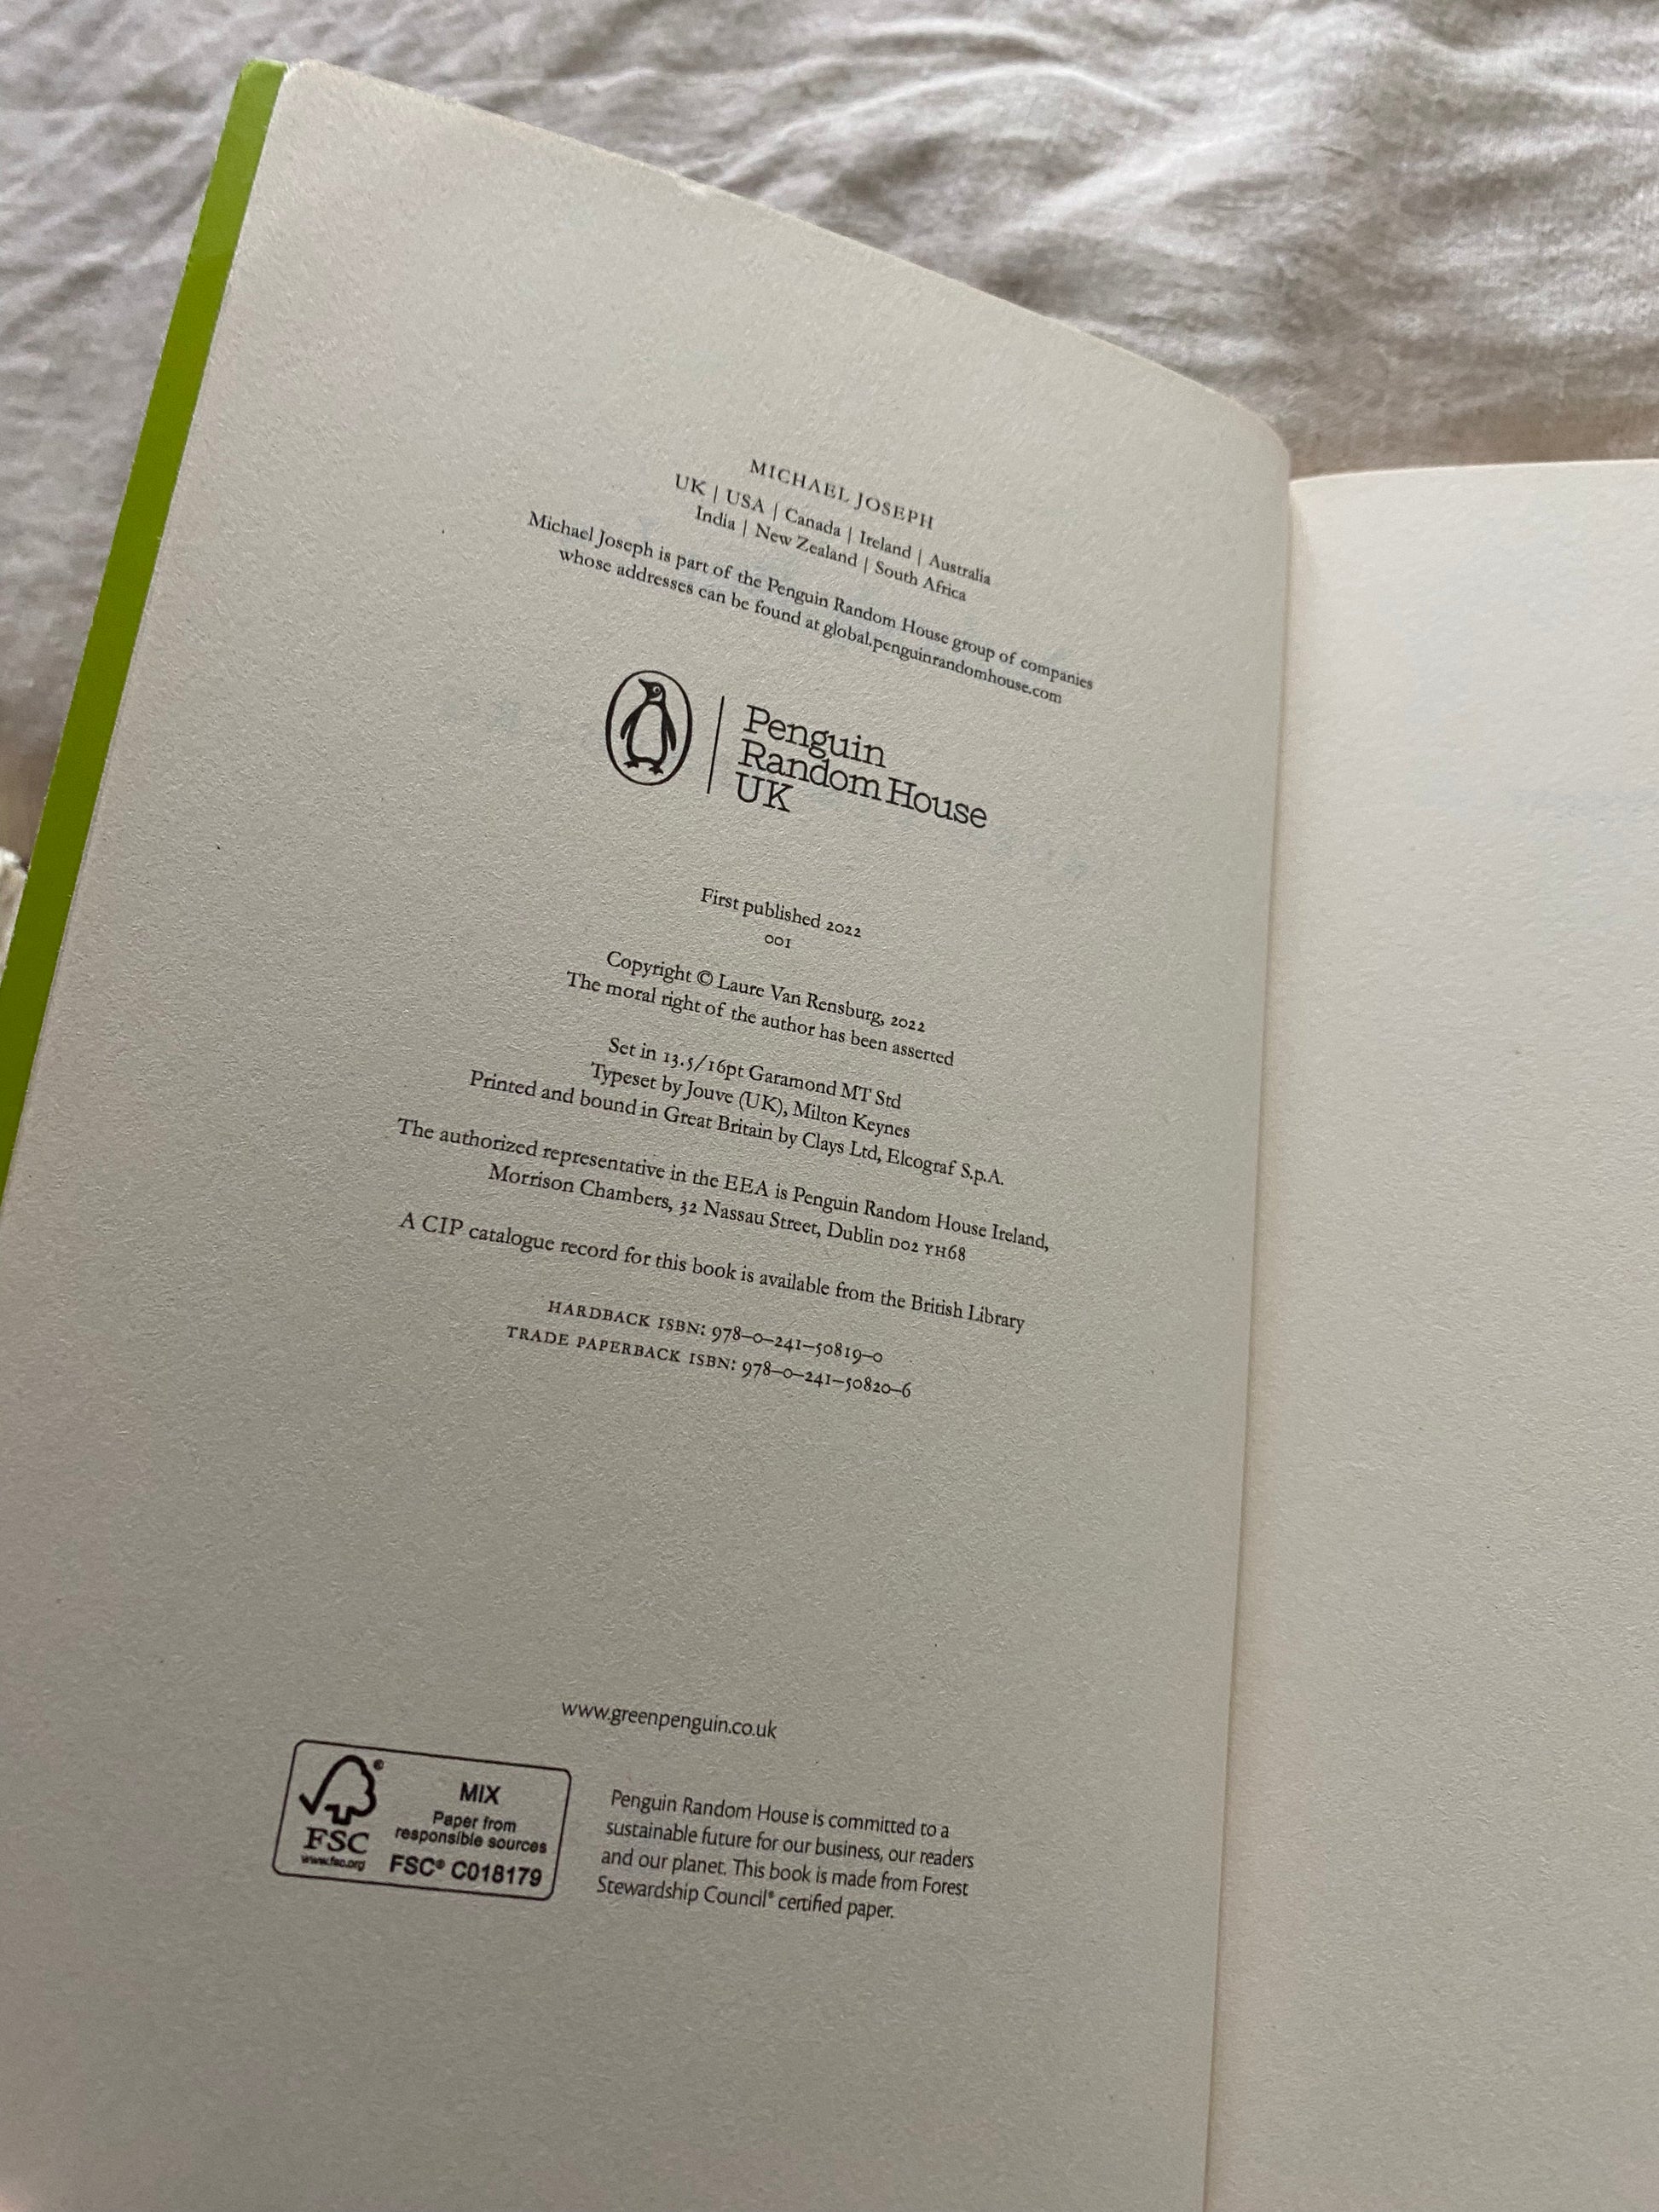 MICHAEL JOSEPH
UK | USA | Canada | Ireland | Australia
India | New Zealand | South Africa
Michael Joseph is part of the Penguin Random House group of companies
whose addresses can be found at global.penguinrandomhouse.com
Penguin
Random House
UK
First published 2022
001
Copyright © Laure Van Rensburg, 2022
The moral right of the author has been asserted
Set in 13.5/16pt Garamond MT Std
Typeset by Jouve (UK), Milton Keynes
Printed and bound in Great Britain by Clays Ltd, Elcograf S.p.A.
The authorized representative in the EEA is Penguin Random House Ireland,
Morrison Chambers, 32 Nassau Street, Dublin D02 YH68
A CIP catalogue record for this book is available from the British Library
HARDBACK ISBN: 978–0–241–50819–0
TRADE PAPERBACK ISBN: 978–0–241–50820–6
www.greenpenguin.co.uk
MIX
Paper from
responsible sources
FSC® C018179
FSC
www.fsc.org
Penguin Random House is committed to a
sustainable future for our business, our readers
and our planet. This book is made from Forest
Stewardship Council® certified paper.